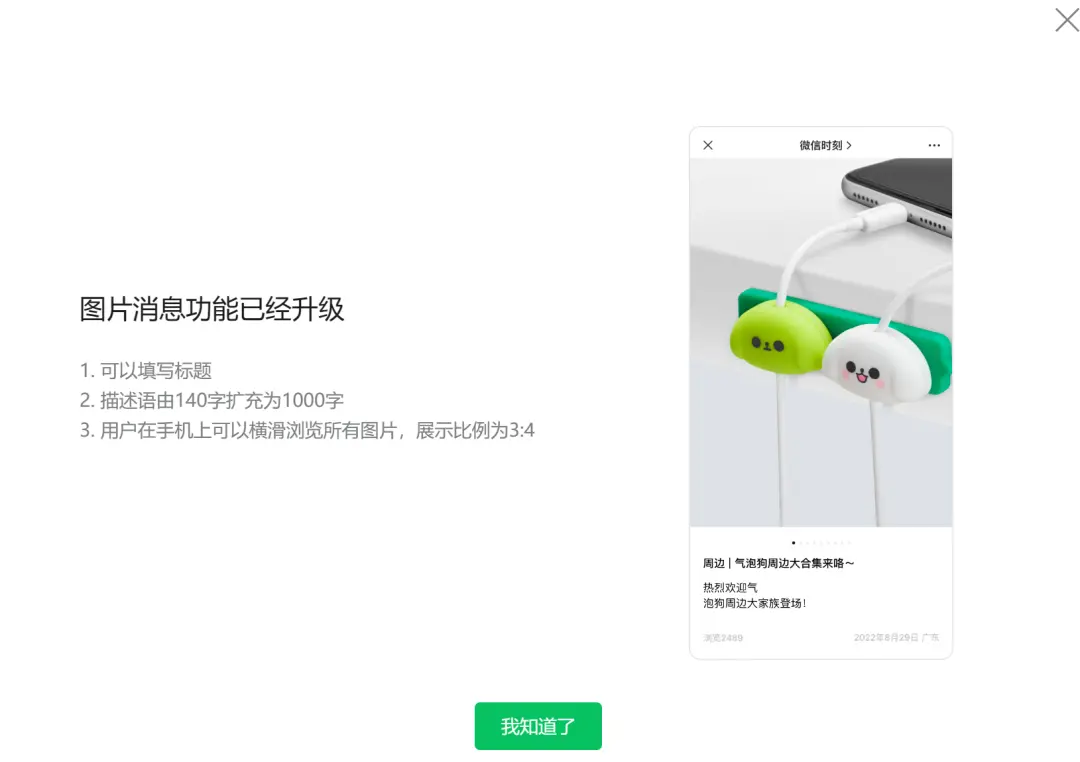 图片消息功能已经升级
1. 可以填写标题
2. 描述语由140字扩充为1000字
3. 用户在手机上可以横滑浏览所有图片，展示比例为3:4
微信时刻
周边 | 气泡狗周边大合集来咯～
热烈欢迎气
泡狗周边大家族登场！
浏览2489
2022年8月29日 广东
我知道了